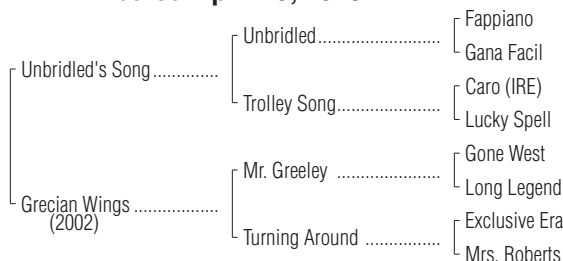 Fappiano
Unbridled
Gana Facil
Unbridled's Song
Caro (IRE)
Trolley Song
Lucky Spell
Gone West
Mr. Greeley
Long Legend
Grecian Wings
(2002)
Exclusive Era
Turning Around
Mrs. Roberts